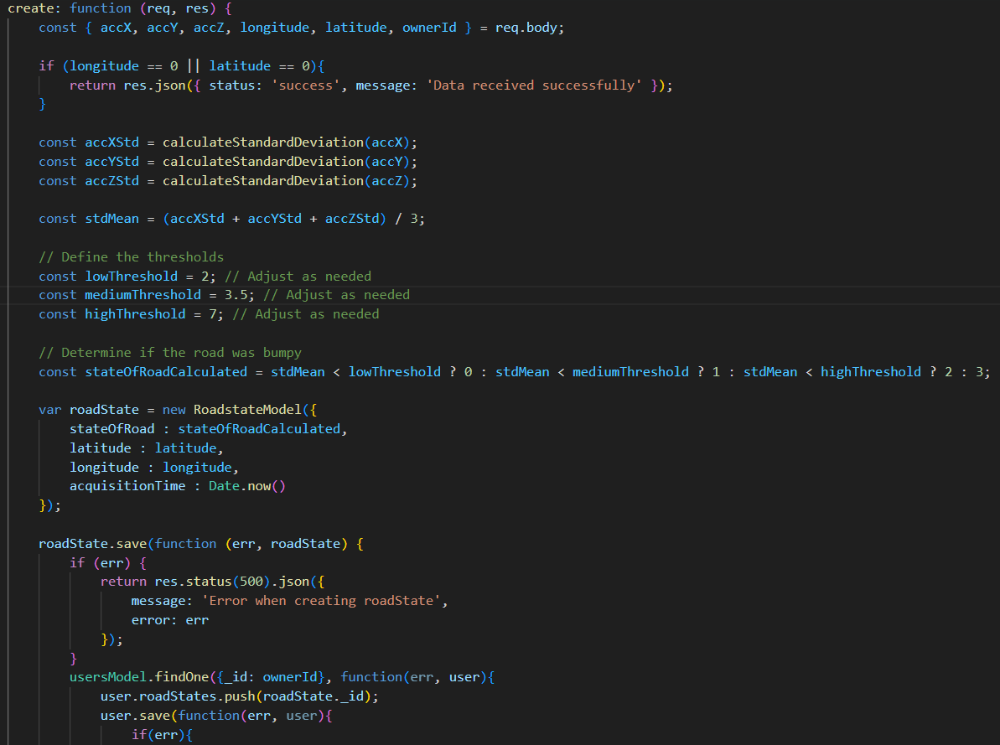 create: function (req, res) {
const { accX, accY, accZ, longitude, latitude, ownerId } = req.body;
if (longitude == 0 || latitude == 0){
return res.json({ status: 'success', message: 'Data received successfully' });
}
const accXStd = calculateStandardDeviation(accX);
const accYStd = calculateStandardDeviation(accY);
const accZStd = calculateStandardDeviation(accZ);
const stdMean = (accXStd + accYStd + accZStd) / 3;
// Define the thresholds
const lowThreshold = 2; // Adjust as needed
const mediumThreshold = 3.5; // Adjust as needed
const highThreshold = 7; // Adjust as needed
// Determine if the road was bumpy
const stateOfRoadCalculated = stdMean < lowThreshold ? 0 : stdMean < mediumThreshold ? 1 : stdMean < highThreshold ? 2 : 3;
var roadState = new RoadstateModel({
stateOfRoad : stateOfRoadCalculated,
latitude : latitude,
longitude : longitude,
acquisitionTime : Date.now()
});
roadState.save(function (err, roadState) {
if (err) {
return res.status(500).json({
message: 'Error when creating roadState',
error: err
});
}
usersModel.findOne({_id: ownerId}, function(err, user){
user.roadStates.push(roadState._id);
user.save(function(err, user){
if(err){